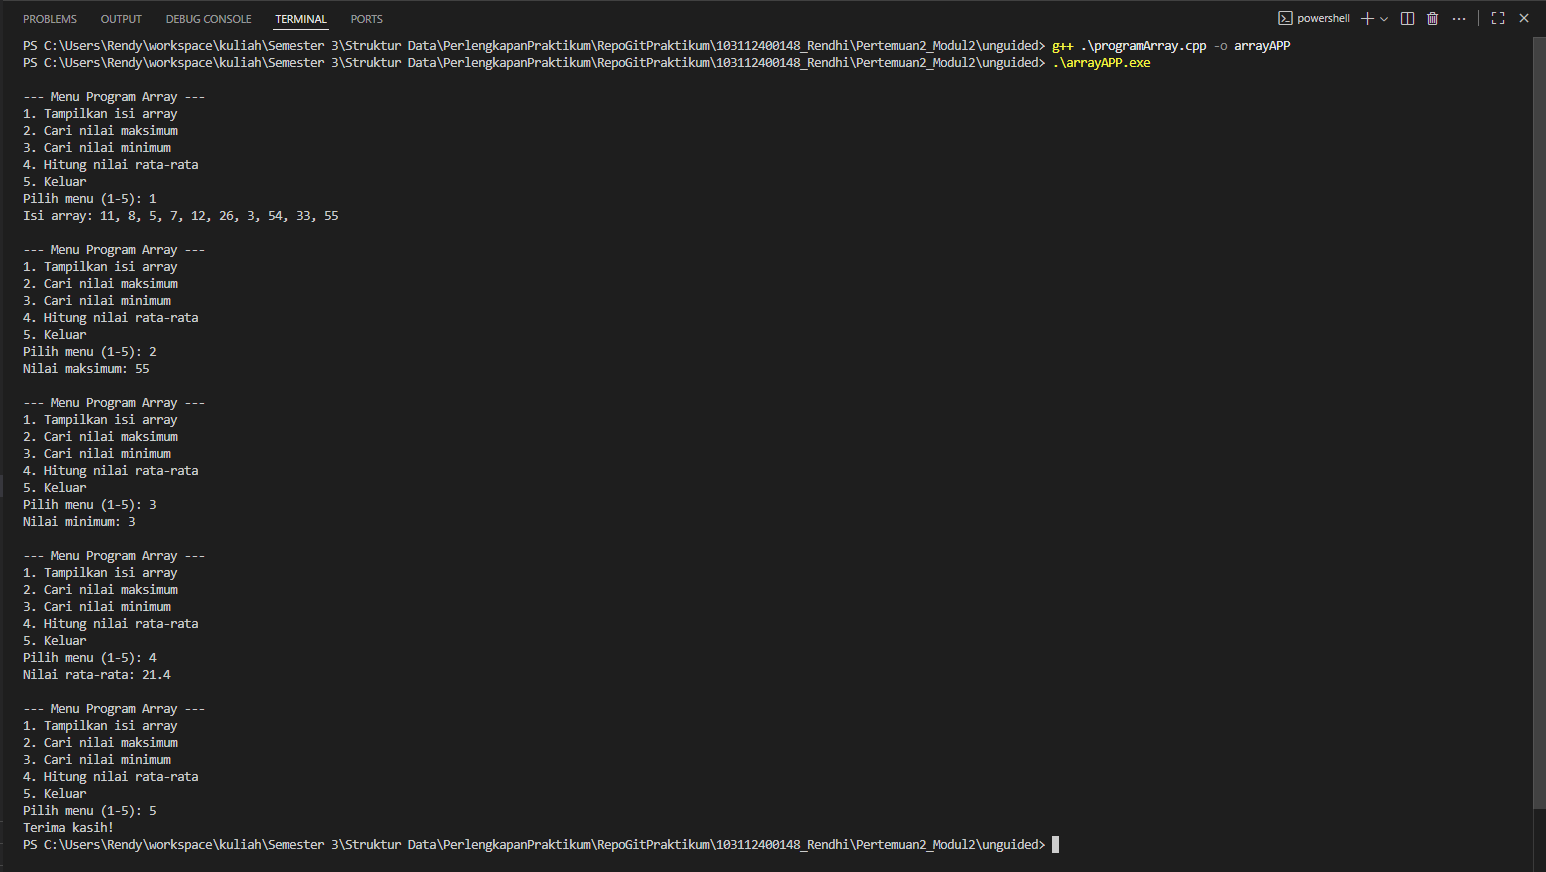 PROBLEMS OUTPUT DEBUG CONSOLE TERMINAL PORTS powershell
PS C:\Users\Rendy\workspace\kuliah\Semester 3\Struktur Data\PerlengkapanPraktikum\RepoGitPraktikum\103112400148_Rendhi\Pertemuan2_Modul2\unguided> g++ .\programArray.cpp -o arrayAPP
PS C:\Users\Rendy\workspace\kuliah\Semester 3\Struktur Data\PerlengkapanPraktikum\RepoGitPraktikum\103112400148_Rendhi\Pertemuan2_Modul2\unguided> .\arrayAPP.exe
--- Menu Program Array ---
1. Tampilkan isi array
2. Cari nilai maksimum
3. Cari nilai minimum
4. Hitung nilai rata-rata
5. Keluar
Pilih menu (1-5): 1
Isi array: 11, 8, 5, 7, 12, 26, 3, 54, 33, 55
--- Menu Program Array ---
1. Tampilkan isi array
2. Cari nilai maksimum
3. Cari nilai minimum
4. Hitung nilai rata-rata
5. Keluar
Pilih menu (1-5): 2
Nilai maksimum: 55
--- Menu Program Array ---
1. Tampilkan isi array
2. Cari nilai maksimum
3. Cari nilai minimum
4. Hitung nilai rata-rata
5. Keluar
Pilih menu (1-5): 3
Nilai minimum: 3
--- Menu Program Array ---
1. Tampilkan isi array
2. Cari nilai maksimum
3. Cari nilai minimum
4. Hitung nilai rata-rata
5. Keluar
Pilih menu (1-5): 4
Nilai rata-rata: 21.4
--- Menu Program Array ---
1. Tampilkan isi array
2. Cari nilai maksimum
3. Cari nilai minimum
4. Hitung nilai rata-rata
5. Keluar
Pilih menu (1-5): 5
Terima kasih!
PS C:\Users\Rendy\workspace\kuliah\Semester 3\Struktur Data\PerlengkapanPraktikum\RepoGitPraktikum\103112400148_Rendhi\Pertemuan2_Modul2\unguided>